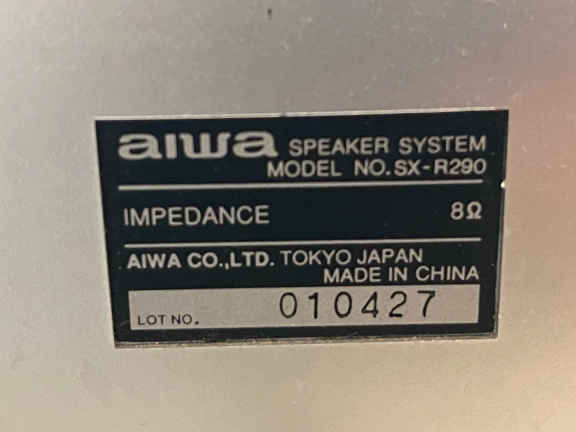 aiwa SPEAKER SYSTEM
MODEL NO. SX-R290
IMPEDANCE 8Ω
AIWA CO.,LTD. TOKYO JAPAN
MADE IN CHINA
LOT NO. 010427